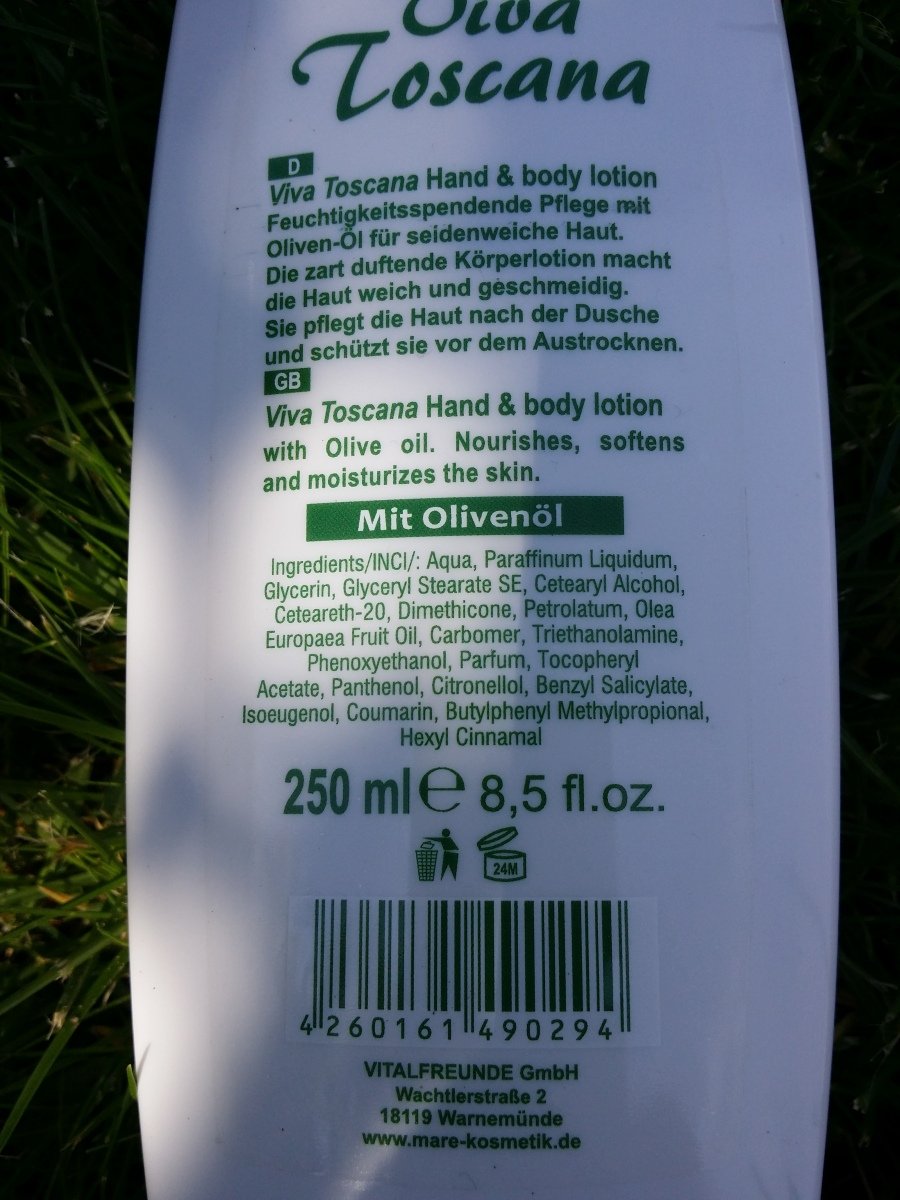 Viva
Toscana
D
Viva Toscana Hand & body lotion
Feuchtigkeitsspendende Pflege mit
Oliven-Öl für seidenweiche Haut.
Die zart duftende Körperlotion macht
die Haut weich und geschmeidig.
Sie pflegt die Haut nach der Dusche
und schützt sie vor dem Austrocknen.
GB
Viva Toscana Hand & body lotion
with Olive oil. Nourishes, softens
and moisturizes the skin.
Mit Olivenöl
Ingredients/INCI/: Aqua, Paraffinum Liquidum,
Glycerin, Glyceryl Stearate SE, Cetearyl Alcohol,
Ceteareth-20, Dimethicone, Petrolatum, Olea
Europaea Fruit Oil, Carbomer, Triethanolamine,
Phenoxyethanol, Parfum, Tocopheryl
Acetate, Panthenol, Citronellol, Benzyl Salicylate,
Isoeugenol, Coumarin, Butylphenyl Methylpropional,
Hexyl Cinnamal
250 ml e 8,5 fl.oz.
24M
4 260161 490294
VITALFREUNDE GmbH
Wachtlerstraße 2
18119 Warnemünde
www.mare-kosmetik.de